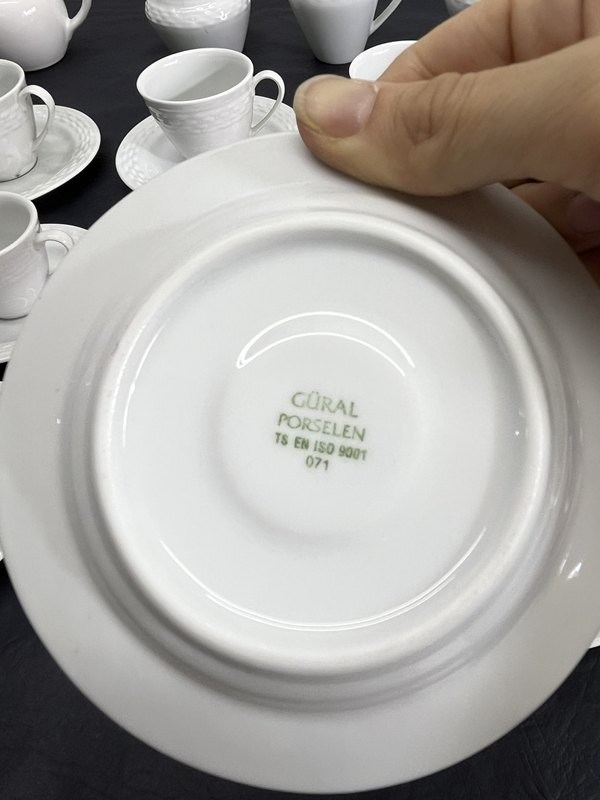 GÜRAL
PORSELEN
TS EN ISO 9001
071